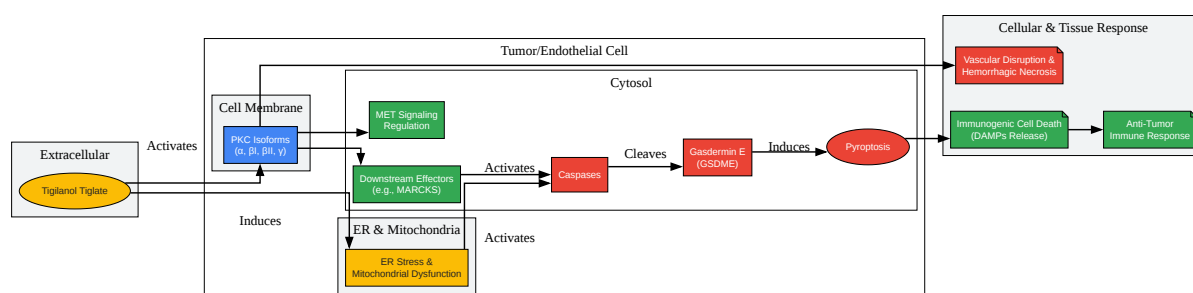 Cellular & Tissue Response
Vascular Disruption &
Hemorrhagic Necrosis
Tumor/Endothelial Cell
Cytosol
Cell Membrane
PKC Isoforms
(α, βI, βII, γ)
MET Signaling
Regulation
Extracellular
Tigilanol Tiglate
Activates
Downstream Effectors
(e.g., MARCKS)
Activates
Caspases
Cleaves
Gasdermin E
(GSDME)
Induces
Pyroptosis
Immunogenic Cell Death
(DAMPs Release)
Anti-Tumor
Immune Response
Induces
ER & Mitochondria
ER Stress &
Mitochondrial Dysfunction
Activates